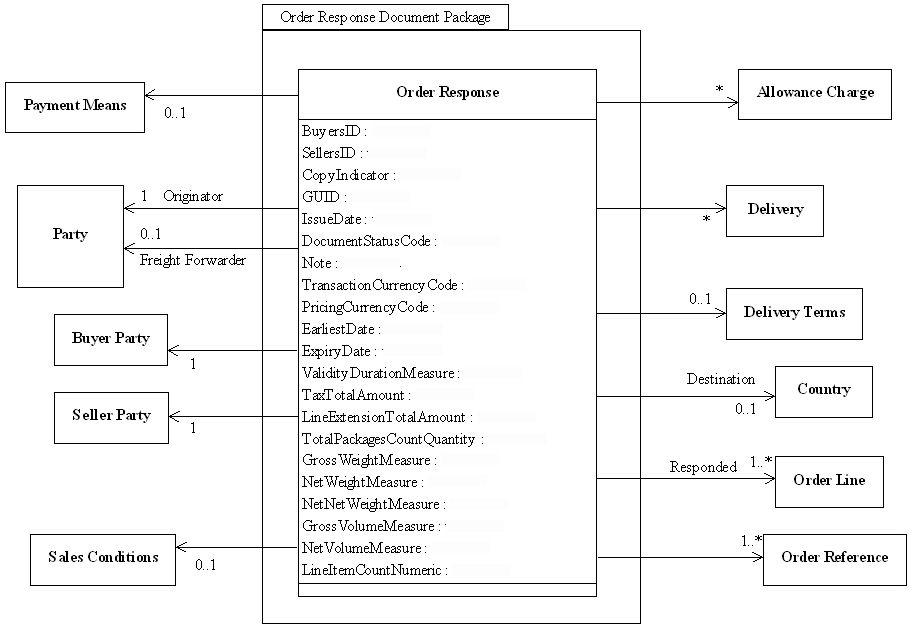 Order Response Document Package
Order Response
BuyersID :
SellersID :
CopyIndicator :
GUID :
IssueDate :
DocumentStatusCode :
Note :
TransactionCurrencyCode :
PricingCurrencyCode :
EarliestDate :
ExpiryDate :
ValidityDurationMeasure :
TaxTotalAmount :
LineExtensionTotalAmount :
TotalPackagesCountQuantity :
GrossWeightMeasure :
NetWeightMeasure :
NetNetWeightMeasure :
GrossVolumeMeasure :
NetVolumeMeasure :
LineItemCountNumeric :
Payment Means
0..1
Party
1 Originator
0..1
Freight Forwarder
Buyer Party
1
Seller Party
1
Sales Conditions
0..1
*
Allowance Charge
Delivery
*
0..1
Delivery Terms
Destination
Country
0..1
Responded 1..*
Order Line
1..*
Order Reference